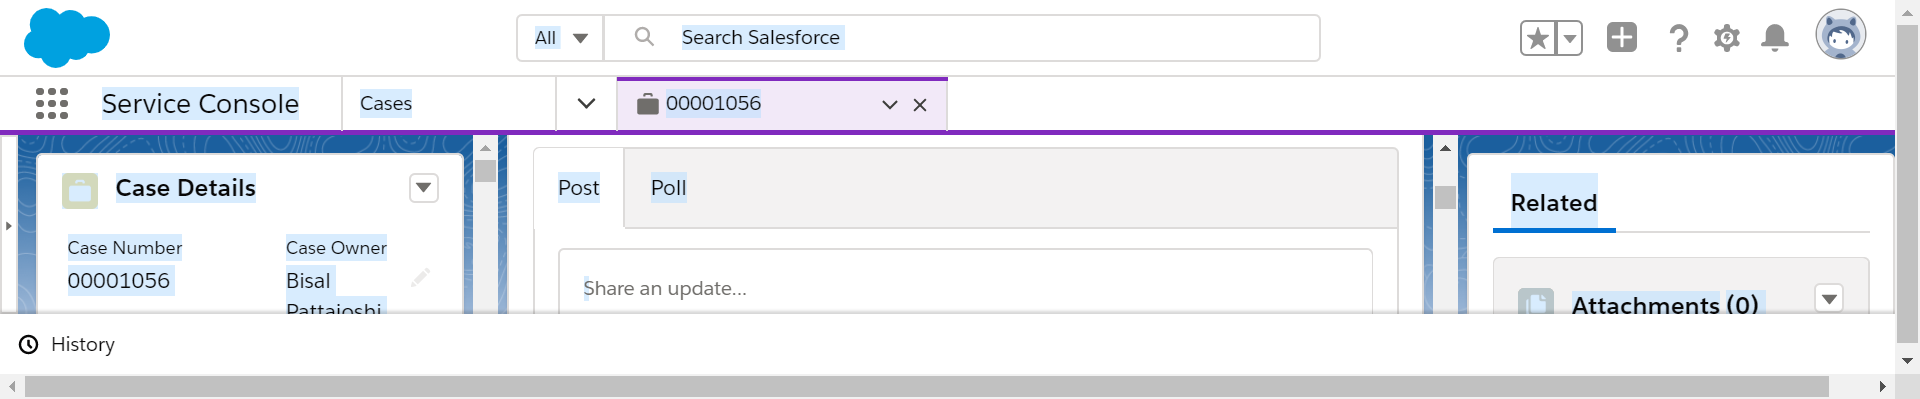 All
Search Salesforce
Service Console
Cases
00001056
Case Details
Post
Poll
Related
Case Number
Case Owner
00001056
Bisal
Pattajoshi
Share an update...
Attachments (0)
History